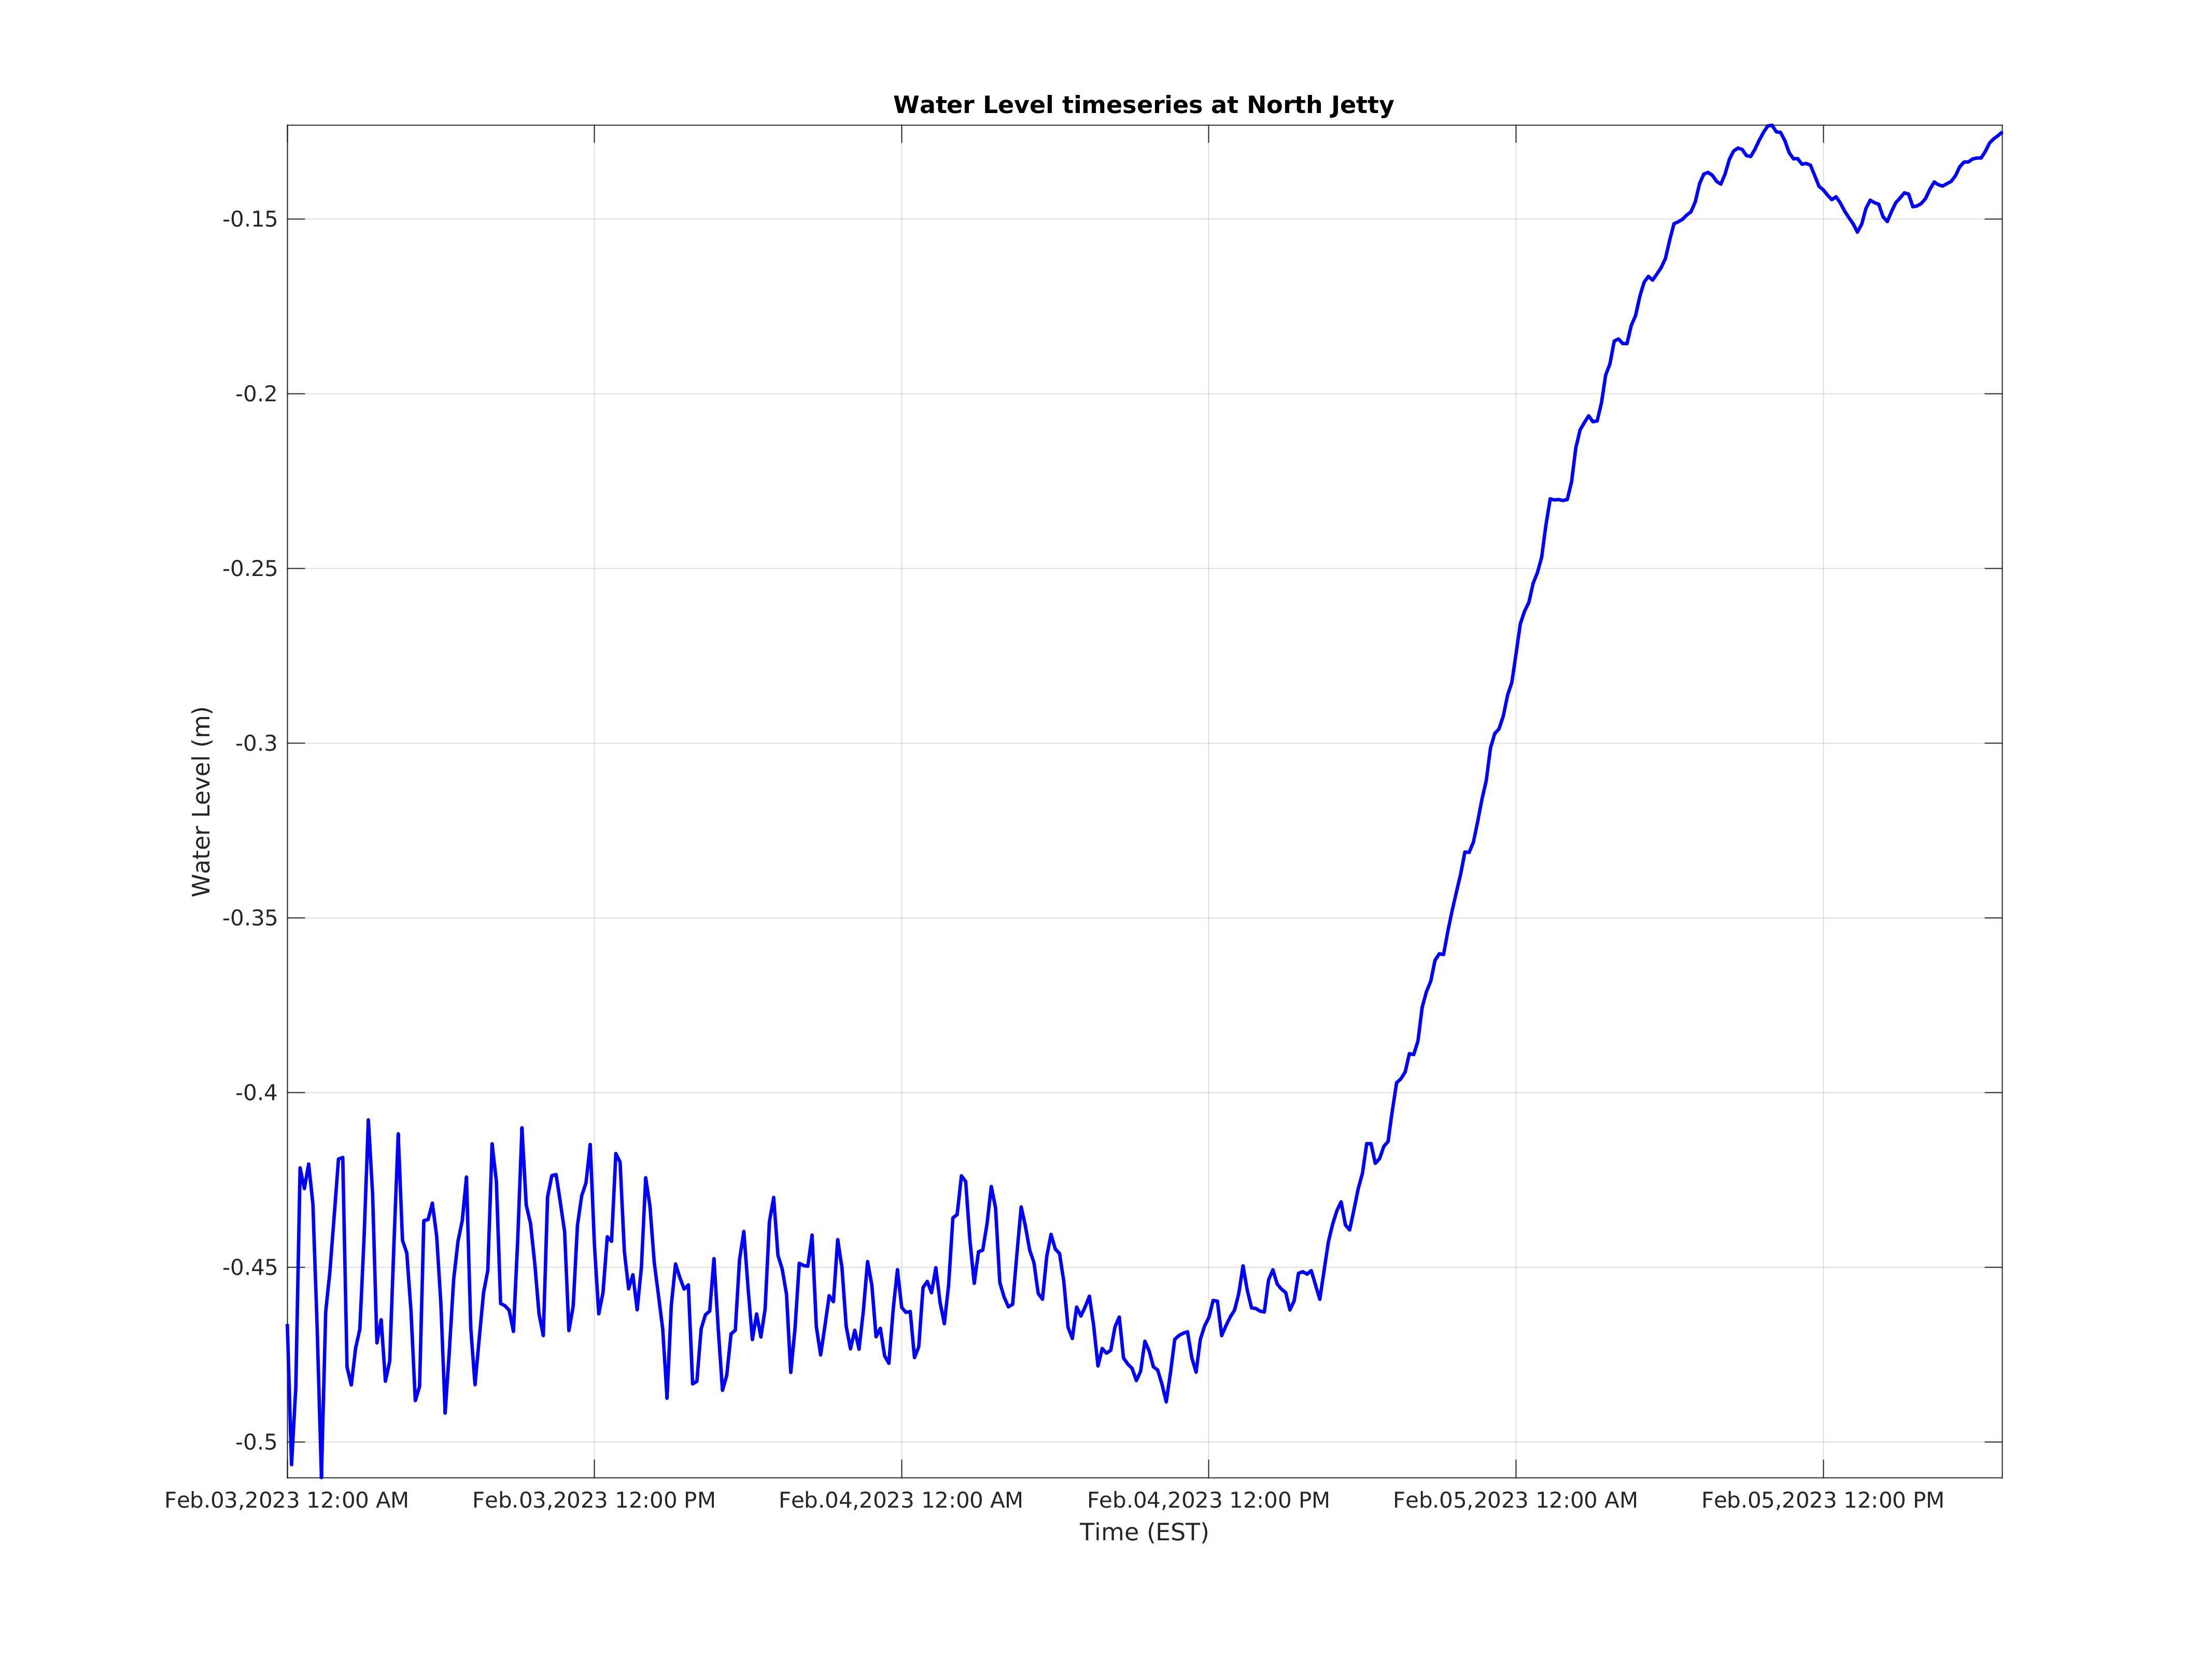 Water Level timeseries at North Jetty
-0.15
-0.2
-0.25
-0.3
-0.35
-0.4
-0.45
-0.5
Water Level (m)
Feb.03,2023 12:00 AM
Feb.03,2023 12:00 PM
Feb.04,2023 12:00 AM
Feb.04,2023 12:00 PM
Feb.05,2023 12:00 AM
Feb.05,2023 12:00 PM
Time (EST)